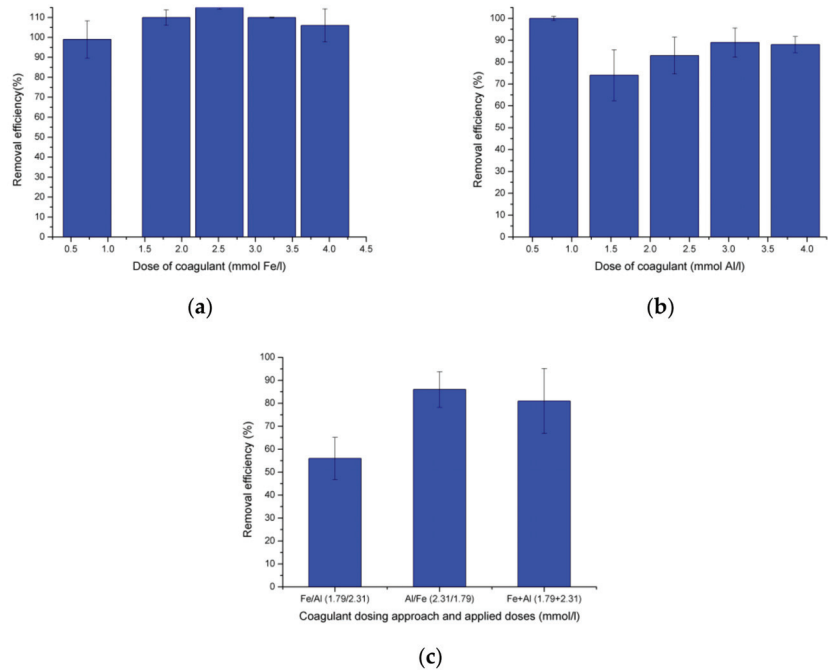 Removal efficiency(%)
115
110
100
90
80
70
60
50
40
30
20
10
0
0.5 1.0 1.5 2.0 2.5 3.0 3.5 4.0 4.5
Dose of coagulant (mmol Fe/l)
(a)
Removal efficiency (%)
100
90
80
70
60
50
40
30
20
10
0
0.5 1.0 1.5 2.0 2.5 3.0 3.5 4.0
Dose of coagulant (mmol Al/l)
(b)
Removal efficiency (%)
100
90
80
70
60
50
40
30
20
10
0
Fe/Al (1.79/2.31) Al/Fe (2.31/1.79) Fe+Al (1.79+2.31)
Coagulant dosing approach and applied doses (mmol/l)
(c)